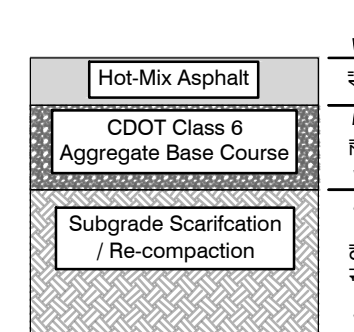 Hot-Mix Asphalt
CDOT Class 6
Aggregate Base Course
Subgrade Scarifcation
/ Re-compaction